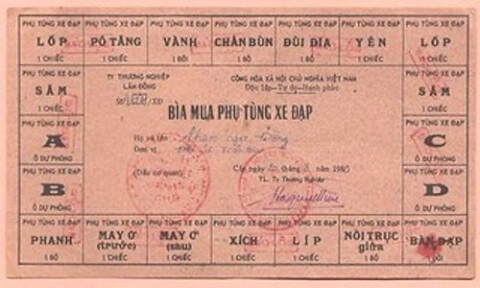 PHỤ TÙNG XE ĐẠP PHỤ TÙNG XE ĐẠP PHỤ TÙNG XE ĐẠP PHỤ TÙNG XE ĐẠP PHỤ TÙNG XE ĐẠP PHỤ TÙNG XE ĐẠP PHỤ TÙNG XE ĐẠP
LỐP PÔ TĂNG VÀNH CHẮN BÙN ĐÙI ĐĨA YÊN LỐP
1 CHIẾC 1 CHIẾC 1 BÔI 1 BỘ 1 CHIẾC
PHỤ TÙNG XE ĐẠP
SĂM
1 CHIẾC
TY THƯƠNG NGHIỆP
LÂM ĐỒNG
CỘNG HÒA XÃ HỘI CHỦ NGHĨA VIỆT NAM
Độc lập—Tự do—Hạnh phúc
PHỤ TÙNG XE ĐẠP
SĂM
1 CHIẾC
BÌA MUA PHỤ TÙNG XE ĐẠP
Họ và tên
Đơn vị
PHỤ TÙNG XE ĐẠP
A
Ô DỰ PHÒNG
PHỤ TÙNG XE ĐẠP
C
Ô DỰ PHÒNG
(Dấu cơ quan)
Cấp ngày tháng năm
TL. Ty Thương Nghiệp
PHỤ TÙNG XE ĐẠP
B
Ô DỰ PHÒNG
PHỤ TÙNG XE ĐẠP
D
Ô DỰ PHÒNG
PHỤ TÙNG XE ĐẠP PHỤ TÙNG XE ĐẠP PHỤ TÙNG XE ĐẠP PHỤ TÙNG XE ĐẠP PHỤ TÙNG XE ĐẠP PHỤ TÙNG XE ĐẠP PHỤ TÙNG XE ĐẠP
PHANH MAY Ơ (trước) MAY Ơ (sau) XÍCH LÍP NỒI TRỤC giữa BÀN ĐẠP
1 BỘ 1 CHIẾC 1 CHIẾC 1 CHIẾC 1 CHIẾC 1 BỘ 1 BỘ